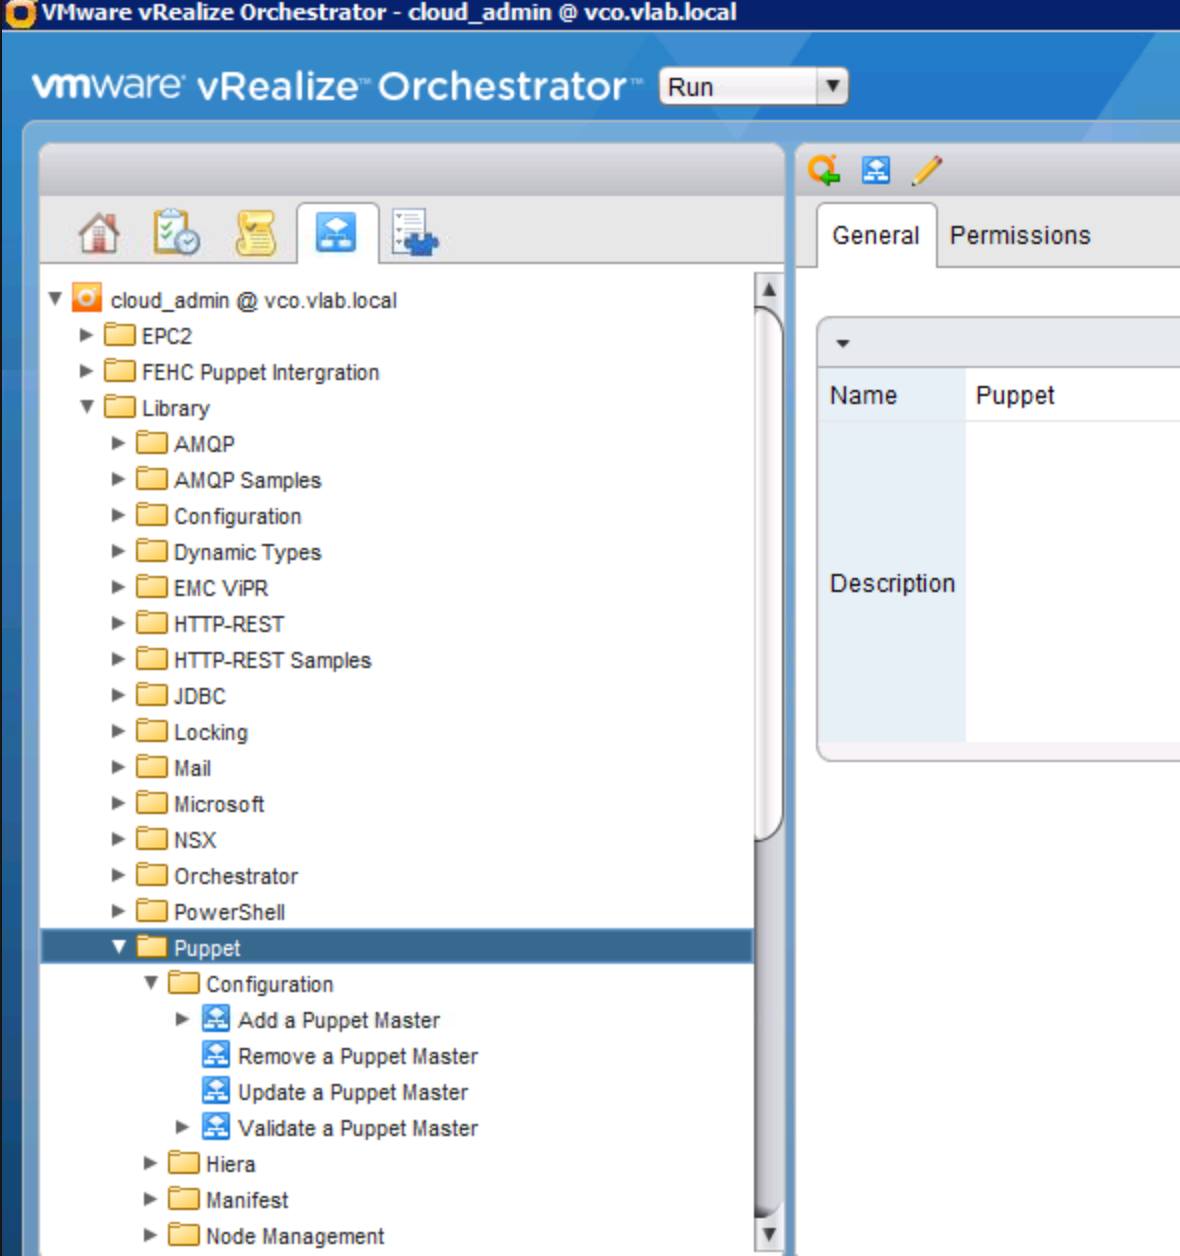 VMware vRealize Orchestrator - cloud_admin @ vco.vlab.local
vmware vRealize™ Orchestrator™ Run
General Permissions
cloud_admin @ vco.vlab.local
EPC2
FEHC Puppet Intergration
Library
AMQP
AMQP Samples
Configuration
Dynamic Types
EMC ViPR
HTTP-REST
HTTP-REST Samples
JDBC
Locking
Mail
Microsoft
NSX
Orchestrator
PowerShell
Puppet
Configuration
Add a Puppet Master
Remove a Puppet Master
Update a Puppet Master
Validate a Puppet Master
Hiera
Manifest
Node Management
Name Puppet
Description